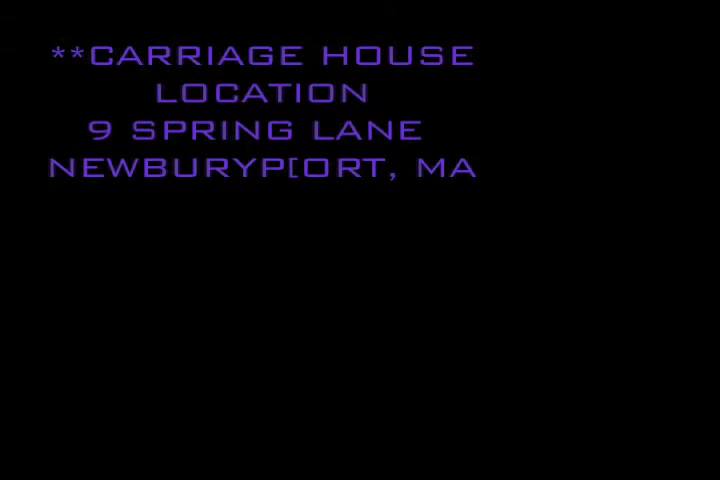 **CARRIAGE HOUSE
LOCATION
9 SPRING LANE
NEWBURYP[ORT, MA